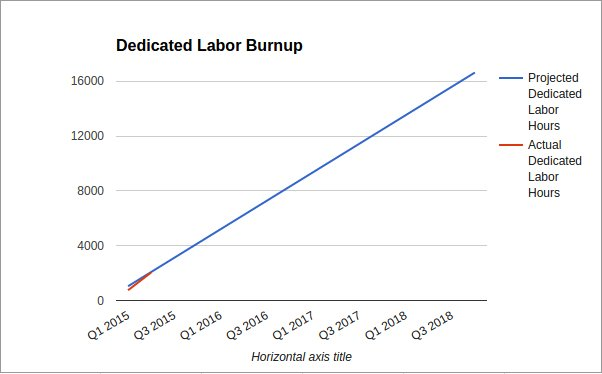 Dedicated Labor Burnup
16000
12000
8000
4000
0
Q1 2015
Q3 2015
Q1 2016
Q3 2016
Q1 2017
Q3 2017
Q1 2018
Q3 2018
Horizontal axis title
Projected
Dedicated
Labor
Hours
Actual
Dedicated
Labor
Hours